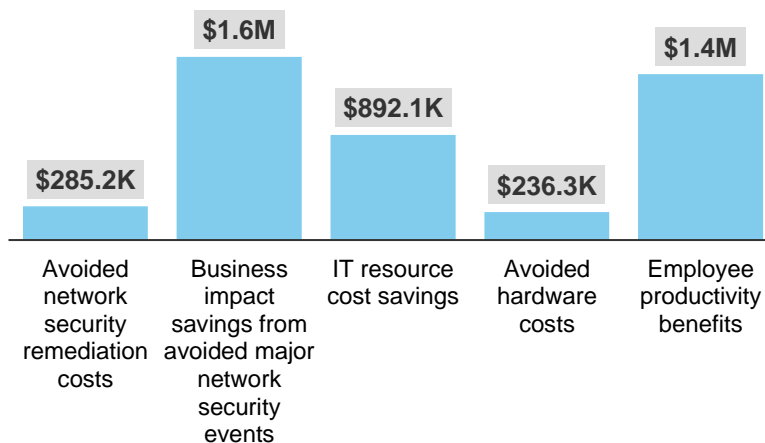 $1.6M
$1.4M
$892.1K
$285.2K
$236.3K
Avoided
network
security
remediation
costs
Business
impact
savings from
avoided major
network
security
events
IT resource
cost savings
Avoided
hardware
costs
Employee
productivity
benefits